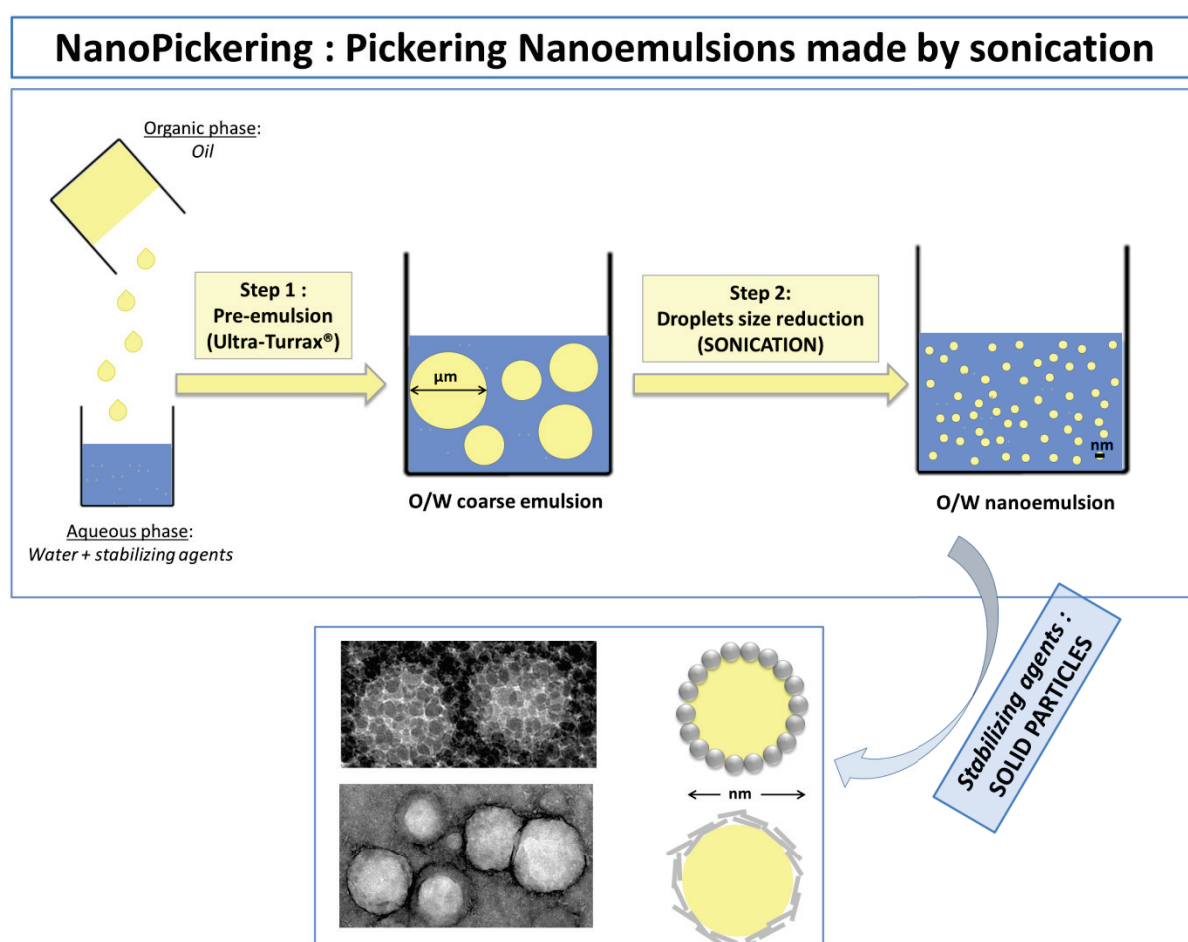 NanoPickering : Pickering Nanoemulsions made by sonication
Organic phase:
Oil
Step 1 :
Pre-emulsion
(Ultra-Turrax®)
Step 2:
Droplets size reduction
(SONICATION)
µm
nm
O/W coarse emulsion
O/W nanoemulsion
Aqueous phase:
Water + stabilizing agents
Stabilizing agents :
SOLID PARTICLES
nm